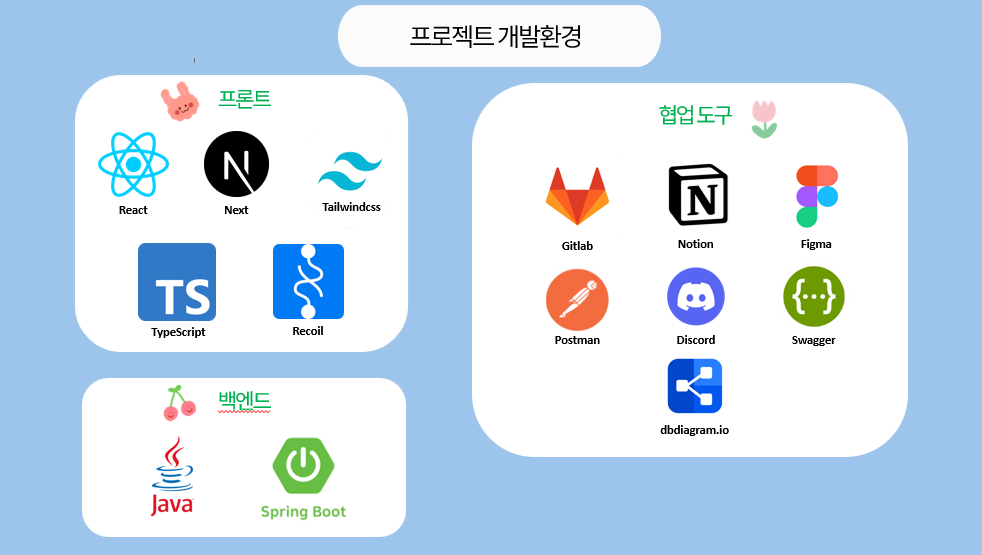 프로젝트 개발환경
프론트
React
Next
Tailwindcss
TS
TypeScript
Recoil
백엔드
Java
Spring Boot
협업 도구
Gitlab
Notion
Figma
Postman
Discord
Swagger
dbdiagram.io